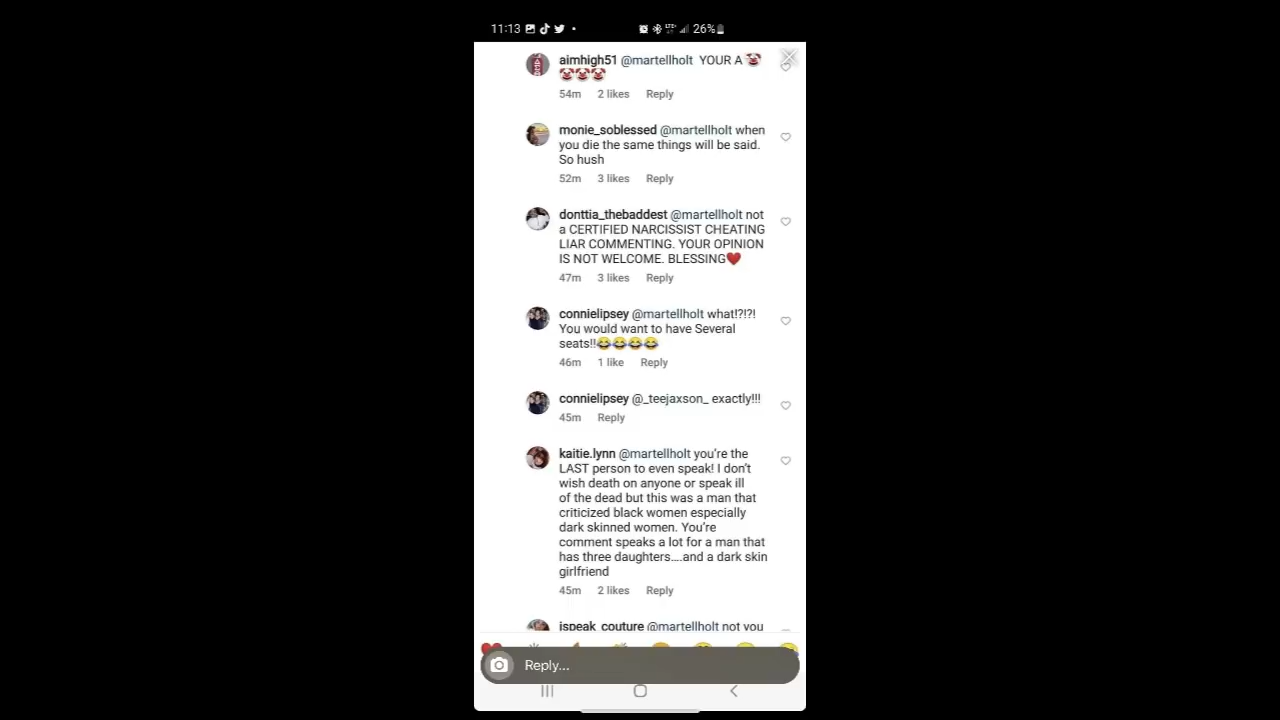 11:13
26%
aimhigh51 @martellholt YOUR A 🤡
🤡🤡🤡
54m 2 likes Reply
monie_soblessed @martellholt when
you die the same things will be said.
So hush
52m 3 likes Reply
donttia_thebaddest @martellholt not
a CERTIFIED NARCISSIST CHEATING
LIAR COMMENTING. YOUR OPINION
IS NOT WELCOME. BLESSING❤️
47m 3 likes Reply
connielipsey @martellholt what!?!?!
You would want to have Several
seats!!😂😂😂😂
46m 1 like Reply
connielipsey @_teejaxson_ exactly!!!
45m Reply
kaitie.lynn @martellholt you're the
LAST person to even speak! I don't
wish death on anyone or speak ill
of the dead but this was a man that
criticized black women especially
dark skinned women. You're
comment speaks a lot for a man that
has three daughters....and a dark skin
girlfriend
45m 2 likes Reply
ispeak_couture @martellholt not you
Reply...